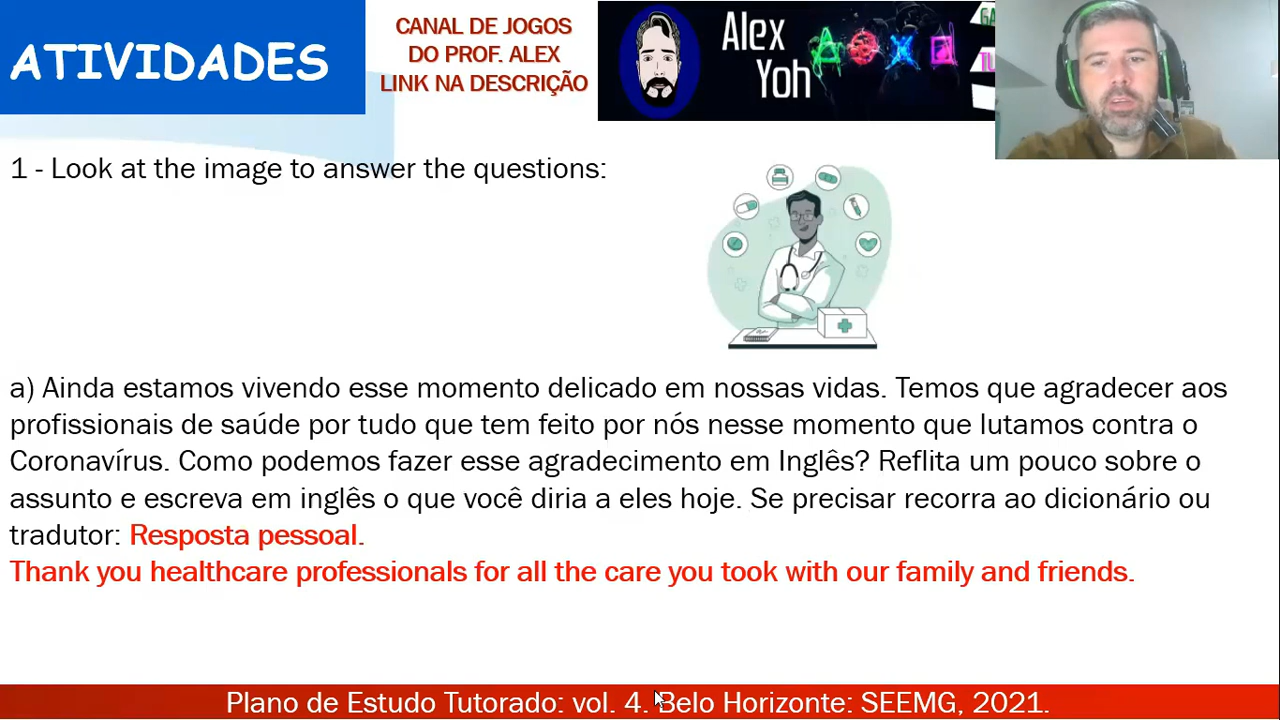 ATIVIDADES
CANAL DE JOGOS
DO PROF. ALEX
LINK NA DESCRIÇÃO
Alex
Yoh
GA
TU
1 - Look at the image to answer the questions:
a) Ainda estamos vivendo esse momento delicado em nossas vidas. Temos que agradecer aos
profissionais de saúde por tudo que tem feito por nós nesse momento que lutamos contra o
Coronavírus. Como podemos fazer esse agradecimento em Inglês? Reflita um pouco sobre o
assunto e escreva em inglês o que você diria a eles hoje. Se precisar recorra ao dicionário ou
tradutor: Resposta pessoal.
Thank you healthcare professionals for all the care you took with our family and friends.
Plano de Estudo Tutorado: vol. 4. Belo Horizonte: SEEMG, 2021.